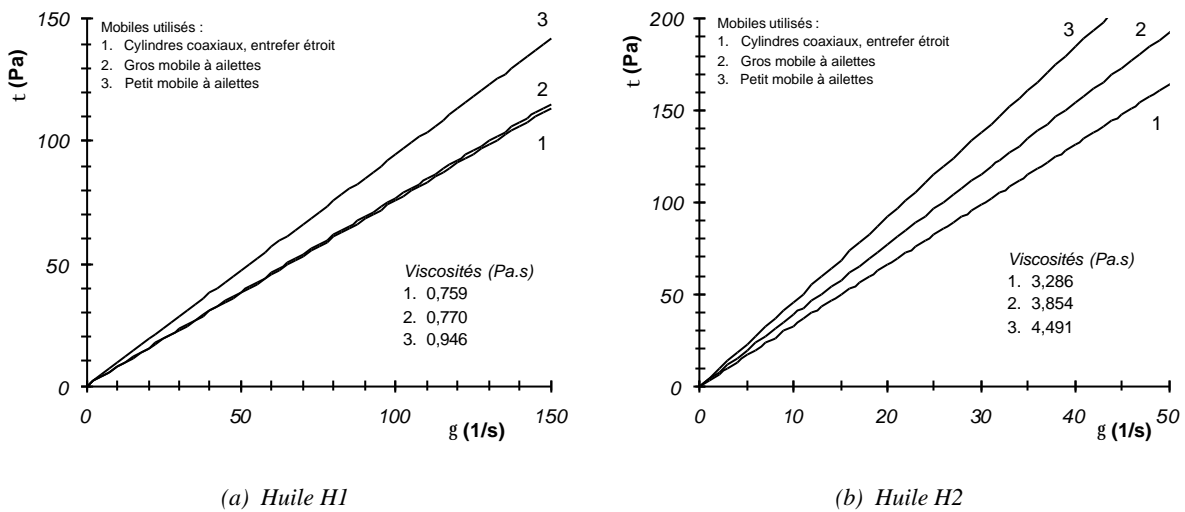 150
100
50
0
τ (Pa)
Mobiles utilisés :
1. Cylindres coaxiaux, entrefer étroit
2. Gros mobile à ailettes
3. Petit mobile à ailettes
3
2
1
Viscosités (Pa.s)
1. 0,759
2. 0,770
3. 0,946
0
50
100
150
g (1/s)
(a) Huile H1
200
150
100
50
0
τ (Pa)
Mobiles utilisés :
1. Cylindres coaxiaux, entrefer étroit
2. Gros mobile à ailettes
3. Petit mobile à ailettes
3
2
1
Viscosités (Pa.s)
1. 3,286
2. 3,854
3. 4,491
0
10
20
30
40
50
g (1/s)
(b) Huile H2